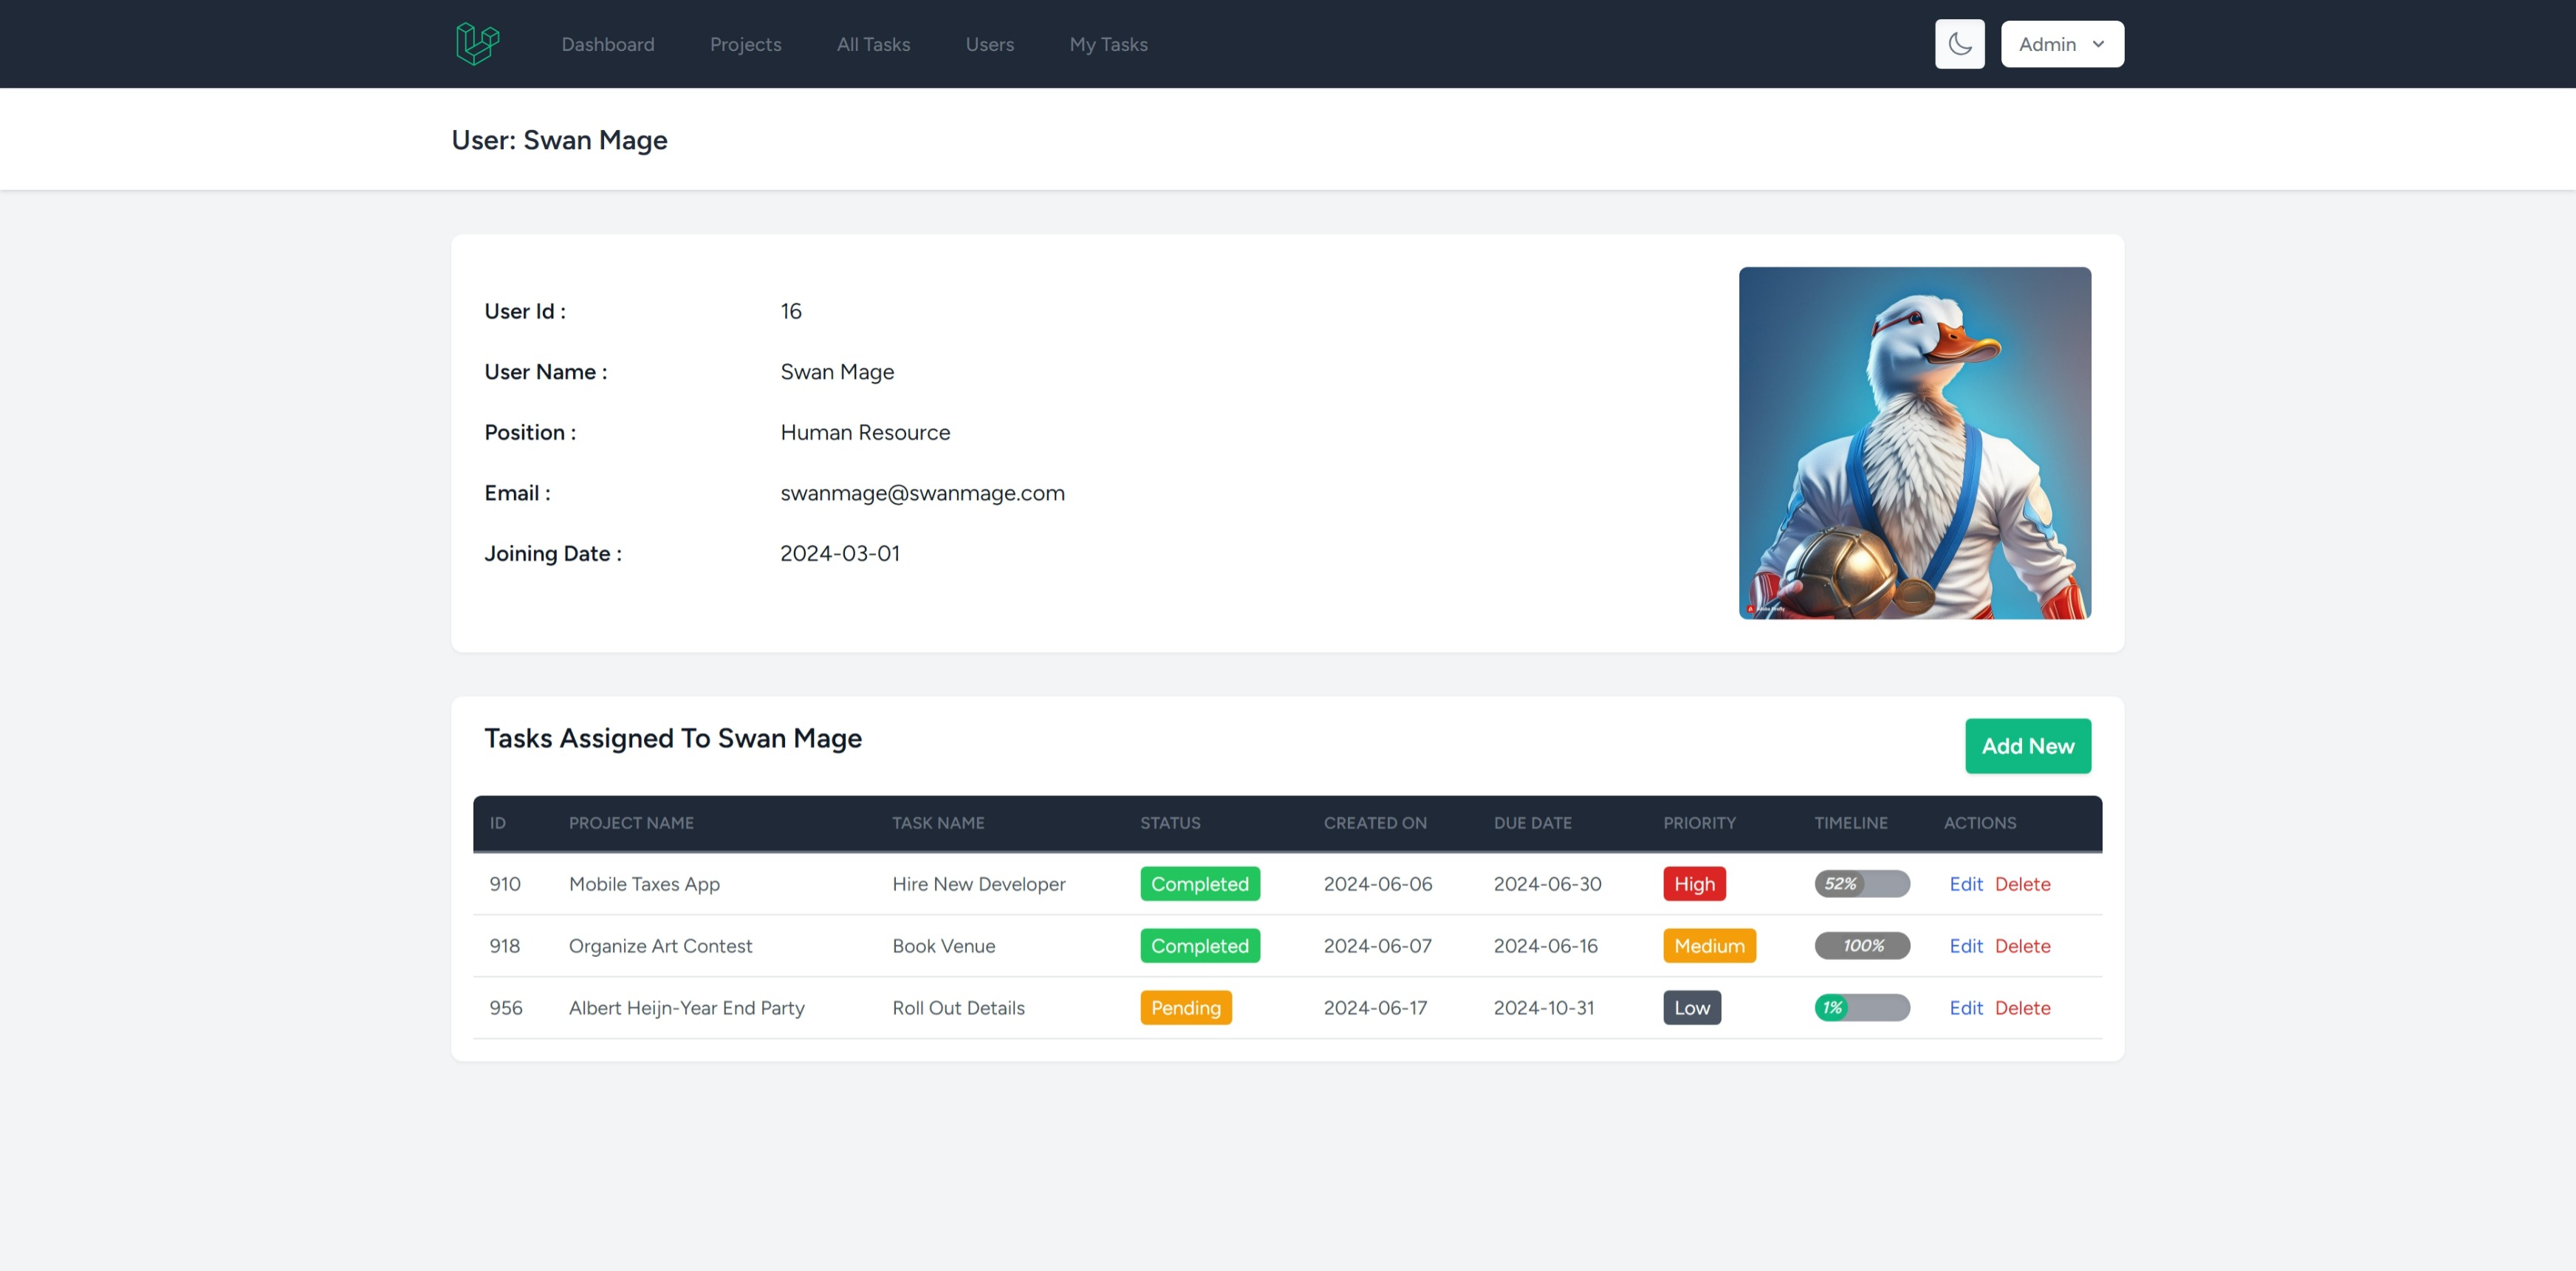 Dashboard Projects All Tasks Users My Tasks Admin
User: Swan Mage
User Id : 16
User Name : Swan Mage
Position : Human Resource
Email : swanmage@swanmage.com
Joining Date : 2024-03-01
Tasks Assigned To Swan Mage
Add New
ID PROJECT NAME TASK NAME STATUS CREATED ON DUE DATE PRIORITY TIMELINE ACTIONS
910 Mobile Taxes App Hire New Developer Completed 2024-06-06 2024-06-30 High 52% Edit Delete
918 Organize Art Contest Book Venue Completed 2024-06-07 2024-06-16 Medium 100% Edit Delete
956 Albert Heijn-Year End Party Roll Out Details Pending 2024-06-17 2024-10-31 Low 1% Edit Delete